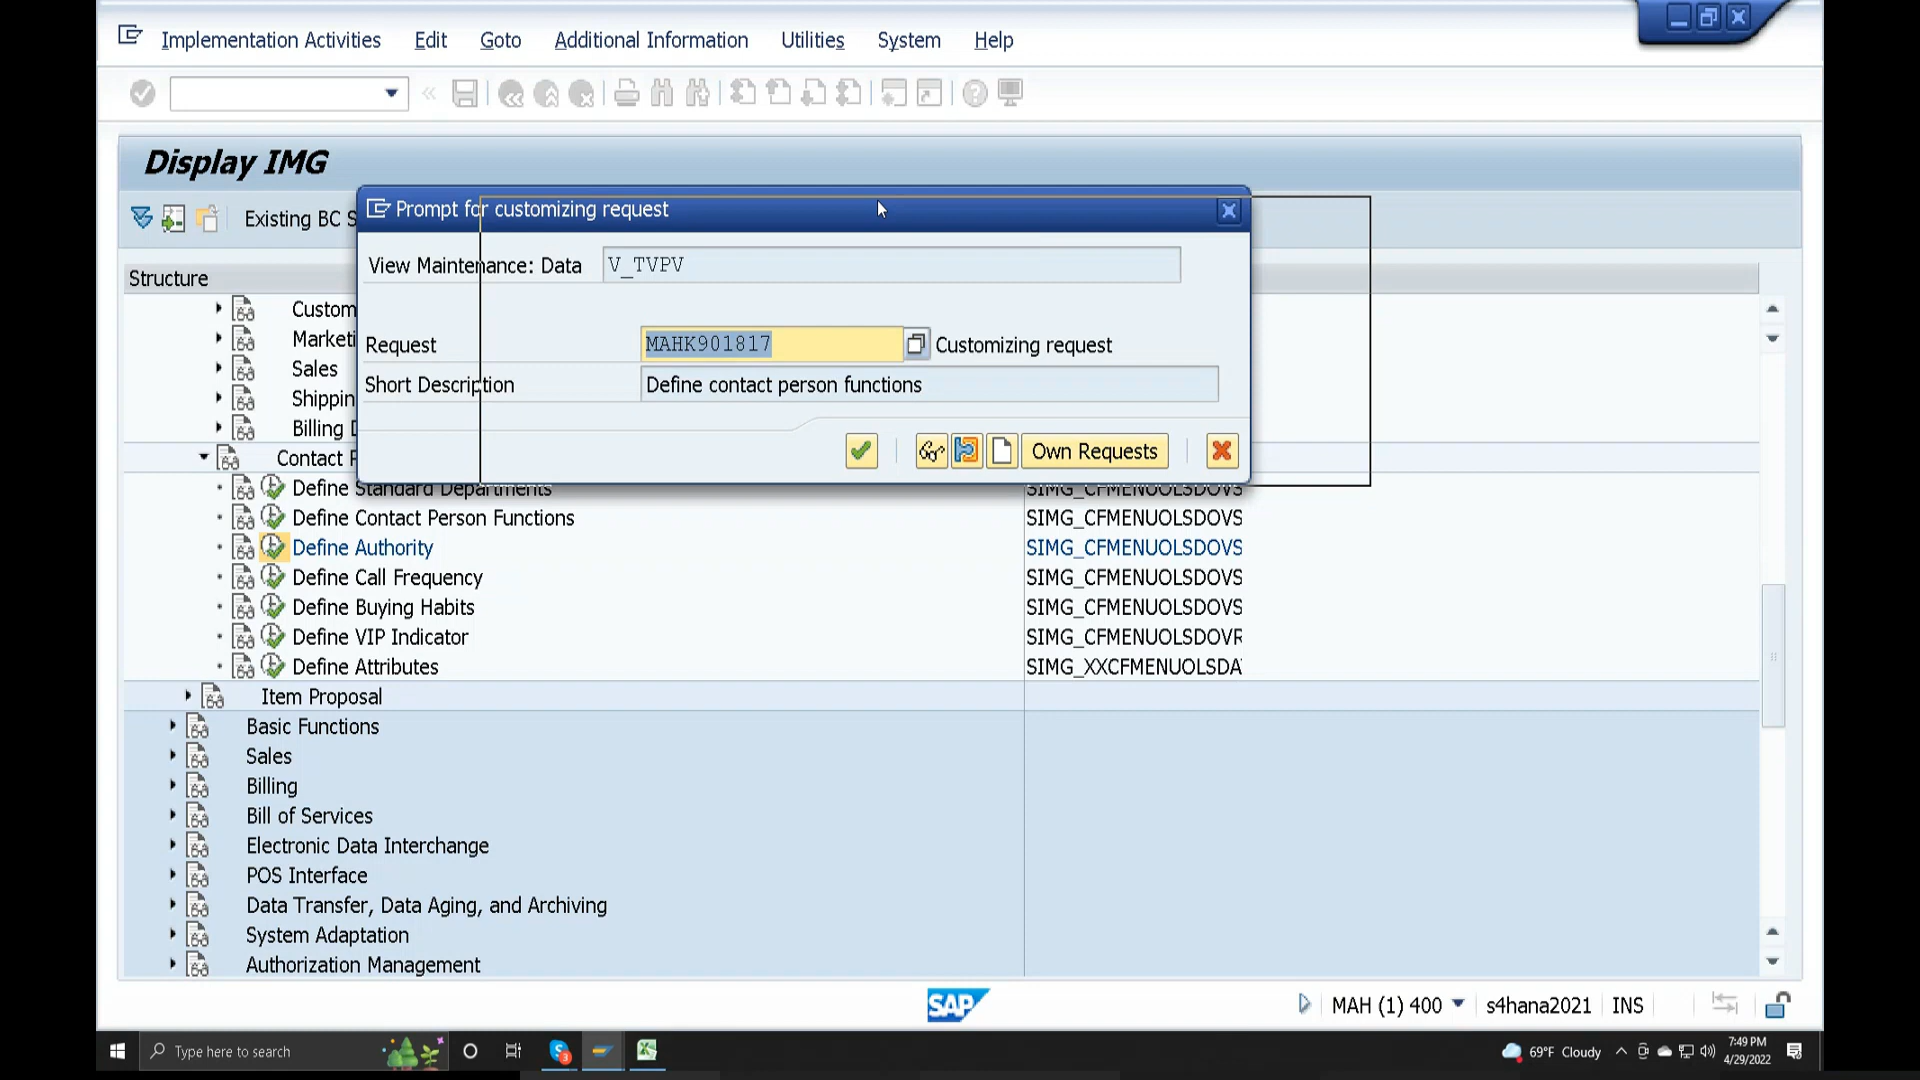 Implementation Activities Edit Goto Additional Information Utilities System Help
Display IMG
Existing BC S
Prompt for customizing request
View Maintenance: Data V_TVPV
Request MAHK901817 Customizing request
Short Description Define contact person functions
Own Requests
Structure
Custom
Marketi
Sales
Shippin
Billing D
Contact P
Define Standard Departments SIMG_CFMENUOLSDOVS
Define Contact Person Functions SIMG_CFMENUOLSDOVS
Define Authority SIMG_CFMENUOLSDOVS
Define Call Frequency SIMG_CFMENUOLSDOVS
Define Buying Habits SIMG_CFMENUOLSDOVS
Define VIP Indicator SIMG_CFMENUOLSDOVR
Define Attributes SIMG_XXCFMENUOLSDA
Item Proposal
Basic Functions
Sales
Billing
Bill of Services
Electronic Data Interchange
POS Interface
Data Transfer, Data Aging, and Archiving
System Adaptation
Authorization Management
SAP MAH (1) 400 s4hana2021 INS
Type here to search 3 69°F Cloudy 7:49 PM
4/29/2022